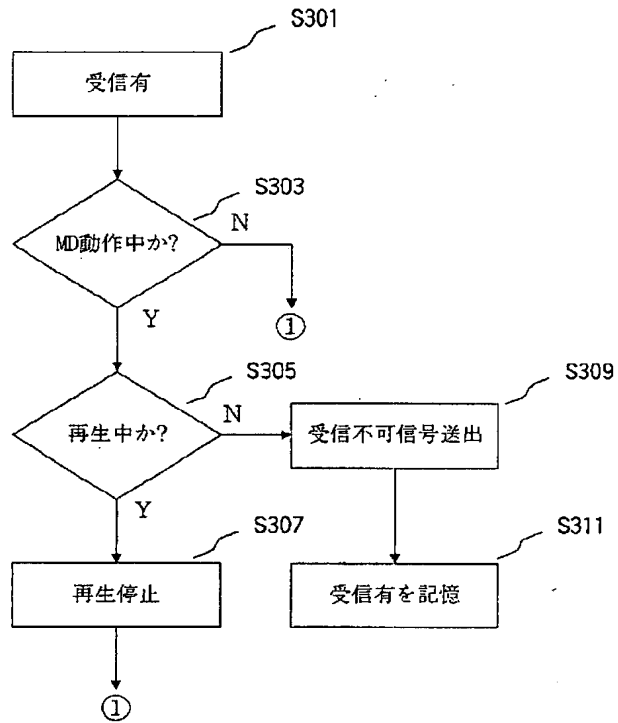 S301
受信有
S303
MD動作中か?
N
①
Y
S305
再生中か?
N
S309
受信不可信号送出
Y
S307
再生停止
S311
受信有を記憶
①